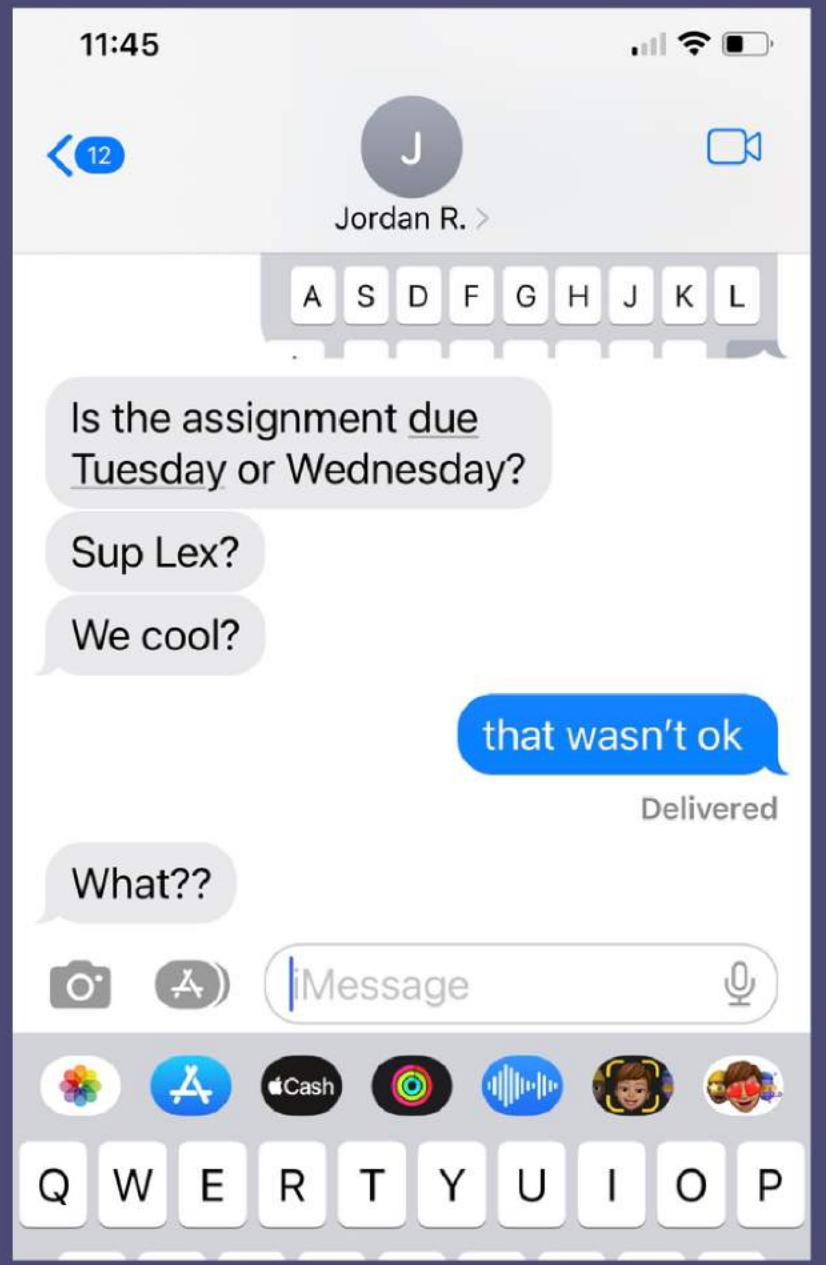 11:45
12
J
Jordan R.
A S D F G H J K L
Is the assignment due
Tuesday or Wednesday?
Sup Lex?
We cool?
that wasn't ok
Delivered
What??
iMessage
Cash
Q W E R T Y U I O P